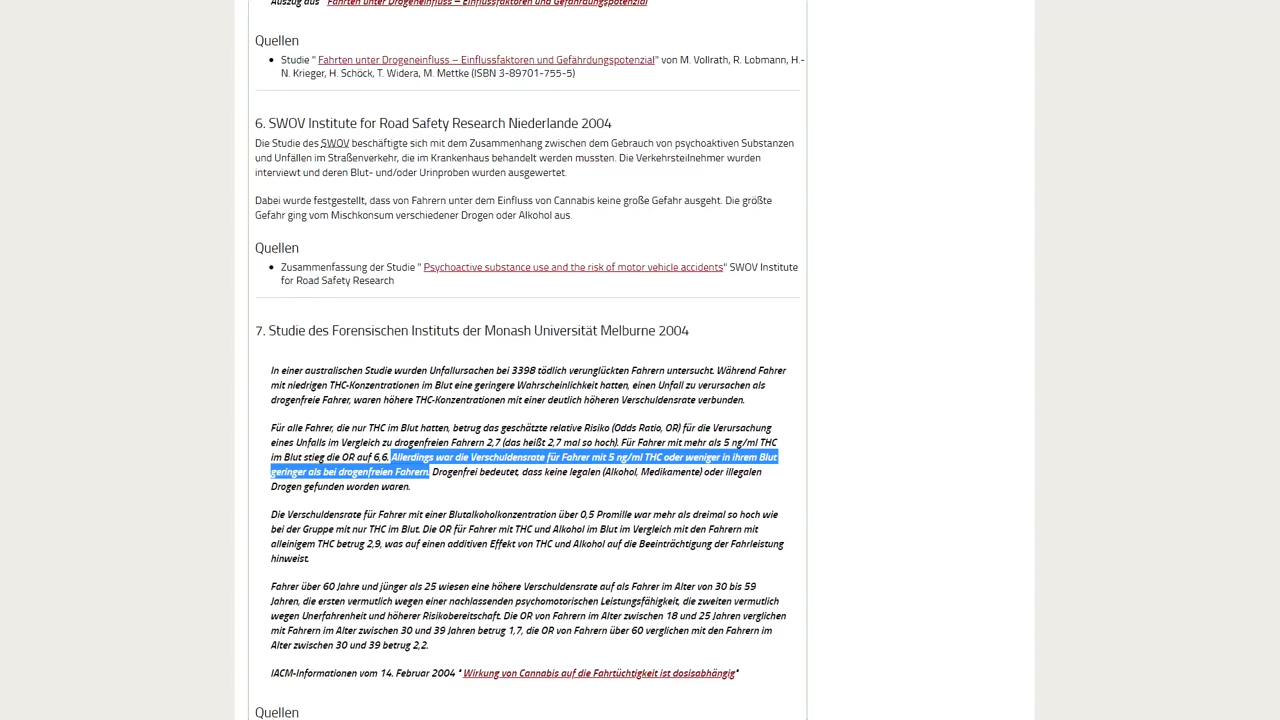 Auszug aus " Fahrten unter Drogeneinfluss – Einflussfaktoren und Gefährdungspotenzial
Quellen
Studie " Fahrten unter Drogeneinfluss – Einflussfaktoren und Gefährdungspotenzial" von M. Vollrath, R. Lobmann, H.-
N. Krieger, H. Schöck, T. Widera, M. Mettke (ISBN 3-89701-755-5)
6. SWOV Institute for Road Safety Research Niederlande 2004
Die Studie des SWOV beschäftigte sich mit dem Zusammenhang zwischen dem Gebrauch von psychoaktiven Substanzen
und Unfällen im Straßenverkehr, die im Krankenhaus behandelt werden mussten. Die Verkehrsteilnehmer wurden
interviewt und deren Blut- und/oder Urinproben wurden ausgewertet.
Dabei wurde festgestellt, dass von Fahrern unter dem Einfluss von Cannabis keine große Gefahr ausgeht. Die größte
Gefahr ging vom Mischkonsum verschiedener Drogen oder Alkohol aus.
Quellen
Zusammenfassung der Studie " Psychoactive substance use and the risk of motor vehicle accidents" SWOV Institute
for Road Safety Research
7. Studie des Forensischen Instituts der Monash Universität Melburne 2004
In einer australischen Studie wurden Unfallursachen bei 3398 tödlich verunglückten Fahrern untersucht. Während Fahrer
mit niedrigen THC-Konzentrationen im Blut eine geringere Wahrscheinlichkeit hatten, einen Unfall zu verursachen als
drogenfreie Fahrer, waren höhere THC-Konzentrationen mit einer deutlich höheren Verschuldensrate verbunden.
Für alle Fahrer, die nur THC im Blut hatten, betrug das geschätzte relative Risiko (Odds Ratio, OR) für die Verursachung
eines Unfalls im Vergleich zu drogenfreien Fahrern 2,7 (das heißt 2,7 mal so hoch). Für Fahrer mit mehr als 5 ng/ml THC
im Blut stieg die OR auf 6,6. Allerdings war die Verschuldensrate für Fahrer mit 5 ng/ml THC oder weniger in ihrem Blut
geringer als bei drogenfreien Fahrern. Drogenfrei bedeutet, dass keine legalen (Alkohol, Medikamente) oder illegalen
Drogen gefunden worden waren.
Die Verschuldensrate für Fahrer mit einer Blutalkoholkonzentration über 0,5 Promille war mehr als dreimal so hoch wie
bei der Gruppe mit nur THC im Blut. Die OR für Fahrer mit THC und Alkohol im Blut im Vergleich mit den Fahrern mit
alleinigem THC betrug 2,9, was auf einen additiven Effekt von THC und Alkohol auf die Beeinträchtigung der Fahrleistung
hinweist.
Fahrer über 60 Jahre und jünger als 25 wiesen eine höhere Verschuldensrate auf als Fahrer im Alter von 30 bis 59
Jahren, die ersten vermutlich wegen einer nachlassenden psychomotorischen Leistungsfähigkeit, die zweiten vermutlich
wegen Unerfahrenheit und höherer Risikobereitschaft. Die OR von Fahrern im Alter zwischen 18 und 25 Jahren verglichen
mit Fahrern im Alter zwischen 30 und 39 Jahren betrug 1,7, die OR von Fahrern über 60 verglichen mit den Fahrern im
Alter zwischen 30 und 39 betrug 2,2.
IACM-Informationen vom 14. Februar 2004 " Wirkung von Cannabis auf die Fahrtüchtigkeit ist dosisabhängig"
Quellen